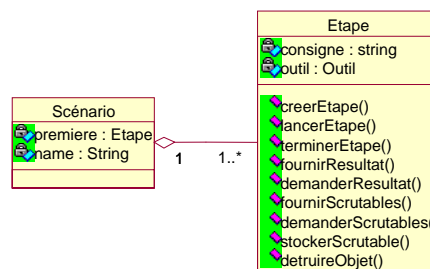 Etape
consigne : string
outil : Outil
creerEtape()
lancerEtape()
terminerEtape()
fournirResultat()
demanderResultat()
fournirScrutables()
demanderScrutables(
stockerScrutable()
detruireObjet()
Scénario
premiere : Etape
name : String
1
1..*